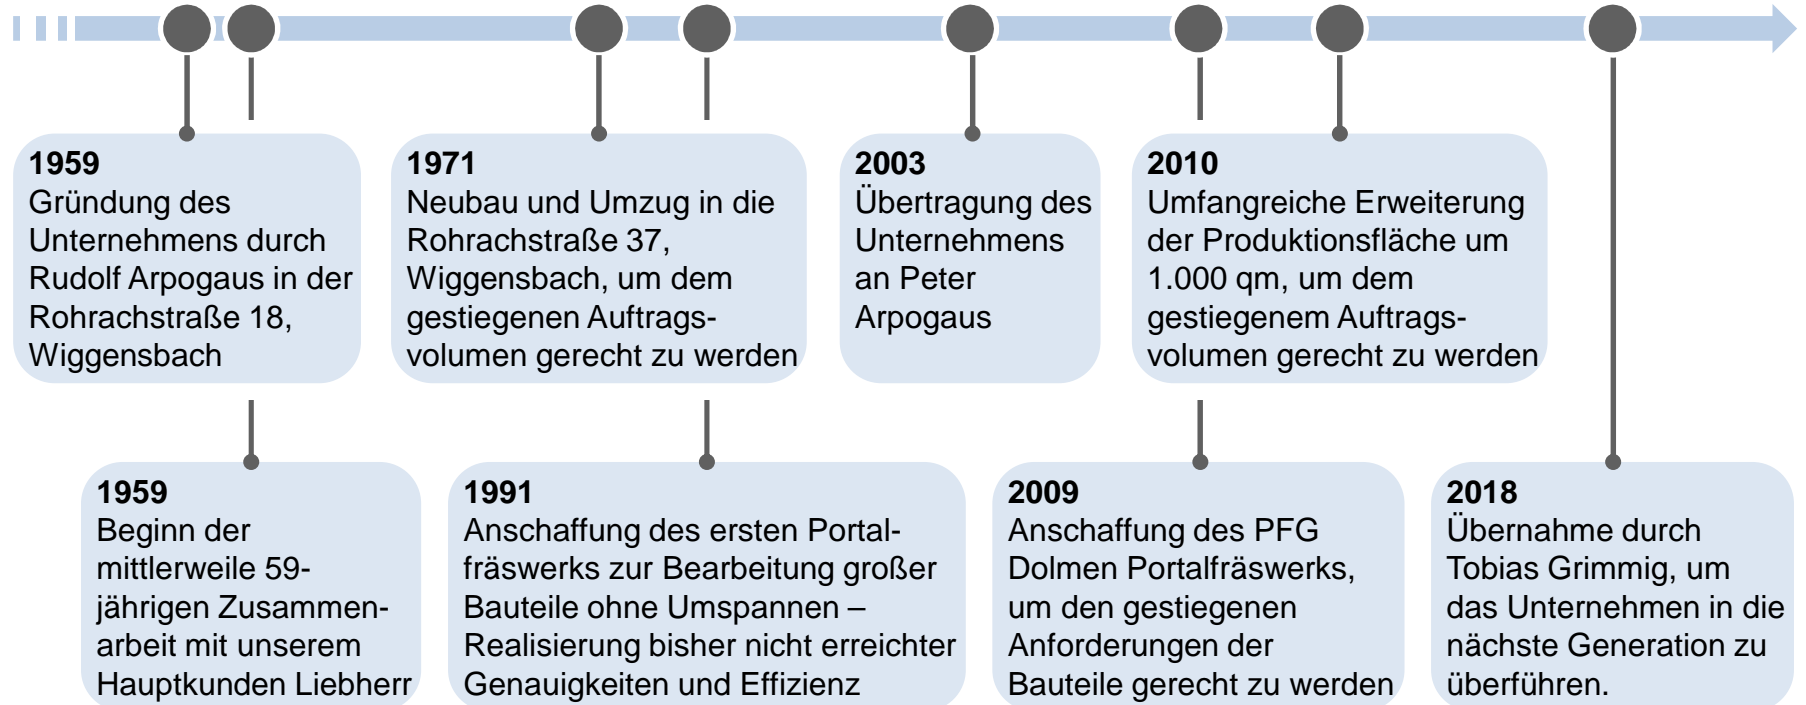 1959
Gründung des
Unternehmens durch
Rudolf Arpogaus in der
Rohrachstraße 18,
Wiggensbach
1971
Neubau und Umzug in die
Rohrachstraße 37,
Wiggensbach, um dem
gestiegenen Auftrags-
volumen gerecht zu werden
2003
Übertragung des
Unternehmens
an Peter
Arpogaus
2010
Umfangreiche Erweiterung
der Produktionsfläche um
1.000 qm, um dem
gestiegenem Auftrags-
volumen gerecht zu werden
1959
Beginn der
mittlerweile 59-
jährigen Zusammen-
arbeit mit unserem
Hauptkunden Liebherr
1991
Anschaffung des ersten Portal-
fräswerks zur Bearbeitung großer
Bauteile ohne Umspannen –
Realisierung bisher nicht erreichter
Genauigkeiten und Effizienz
2009
Anschaffung des PFG
Dolmen Portalfräswerks,
um den gestiegenen
Anforderungen der
Bauteile gerecht zu werden
2018
Übernahme durch
Tobias Grimmig, um
das Unternehmen in die
nächste Generation zu
überführen.